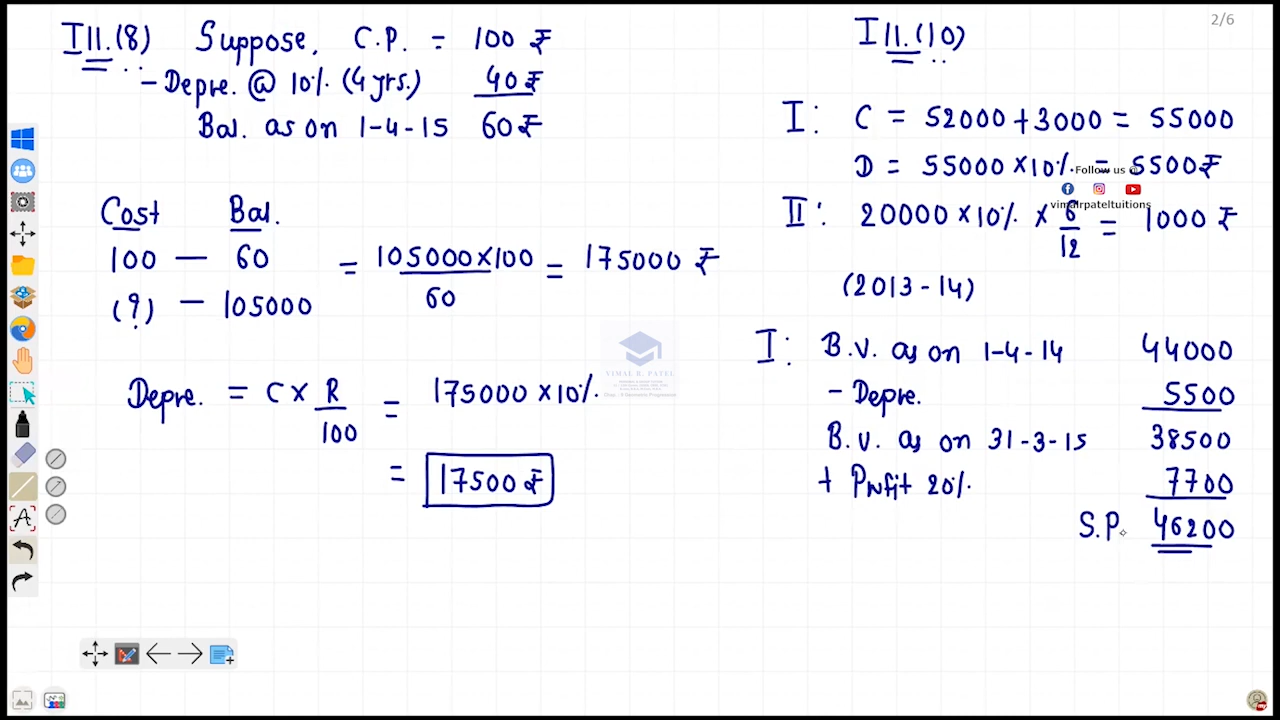 2/6
Ill.(8) Suppose, C.P. = 100 ₹
- Depre. @ 10% (4 yrs.) 40 ₹
Bal. as on 1-4-15 60 ₹
Cost Bal.
100 — 60
(?) — 105000
= 105000 × 100 / 60 = 175000 ₹
Depre. = C × R/100 = 175000 × 10%.
= 17500 ₹
Ill.(10)
I: C = 52000 + 3000 = 55000
D = 55000 × 10%. = 5500 ₹
Follow us @
vimalrpateltuitions
II: 20000 × 10% × 6/12 = 1000 ₹
(2013-14)
I: B.V. as on 1-4-14 44000
- Depre. 5500
B.V. as on 31-3-15 38500
+ Profit 20%. 7700
S.P. 46200
VIMAL R. PATEL